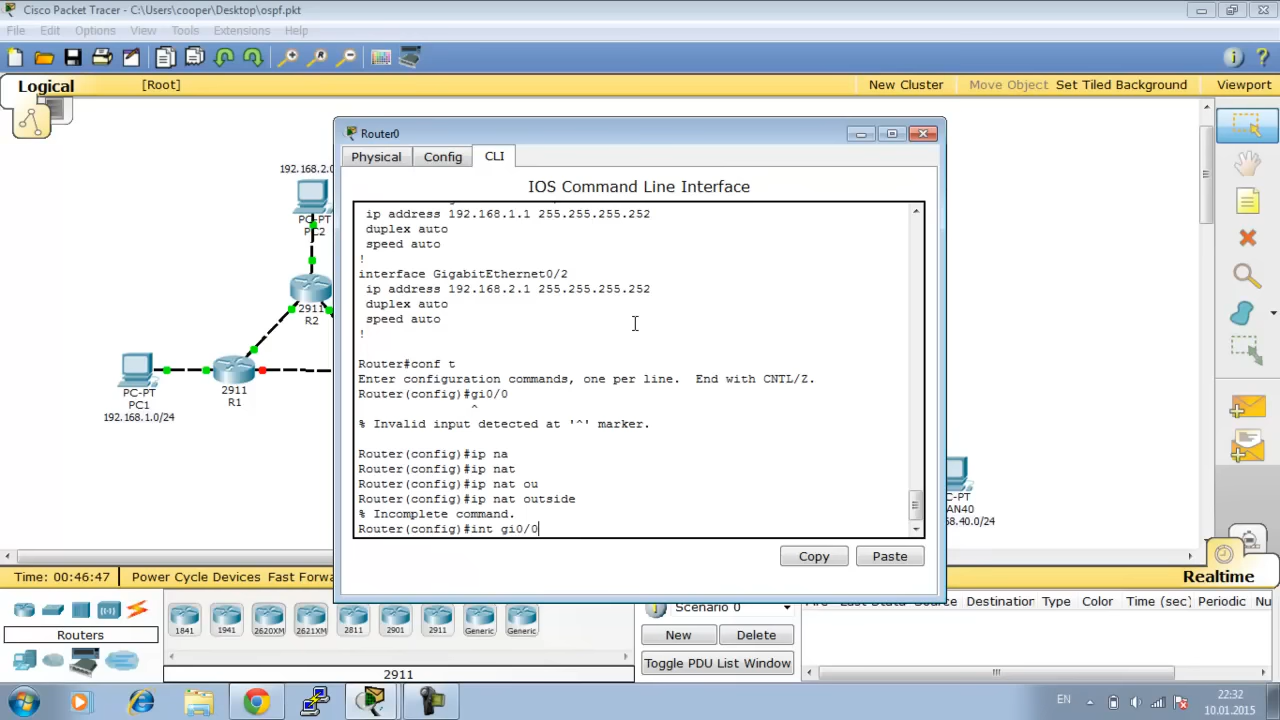 Cisco Packet Tracer - C:\Users\cooper\Desktop\ospf.pkt
File Edit Options View Tools Extensions Help
Logical [Root] New Cluster Move Object Set Tiled Background Viewport
192.168.2.0
PC-PT
PC2
2911
R2
PC-PT
PC1
192.168.1.0/24
2911
R1
Router0
Physical Config CLI
IOS Command Line Interface
ip address 192.168.1.1 255.255.255.252
duplex auto
speed auto
!
interface GigabitEthernet0/2
ip address 192.168.2.1 255.255.255.252
duplex auto
speed auto
!
Router#conf t
Enter configuration commands, one per line. End with CNTL/Z.
Router(config)#gi0/0
^
% Invalid input detected at '^' marker.
Router(config)#ip na
Router(config)#ip nat
Router(config)#ip nat ou
Router(config)#ip nat outside
% Incomplete command.
Router(config)#int gi0/0
Copy Paste
PC-PT
AN40
.40.0/24
Time: 00:46:47 Power Cycle Devices Fast Forwa
Realtime
Routers
1841 1941 2620XM 2621XM 2811 2901 2911 Generic Generic
2911
Scenario 0
New Delete
Toggle PDU List Window
Fire Last Status Source Destination Type Color Time (sec) Periodic Nu
EN
22:32
10.01.2015